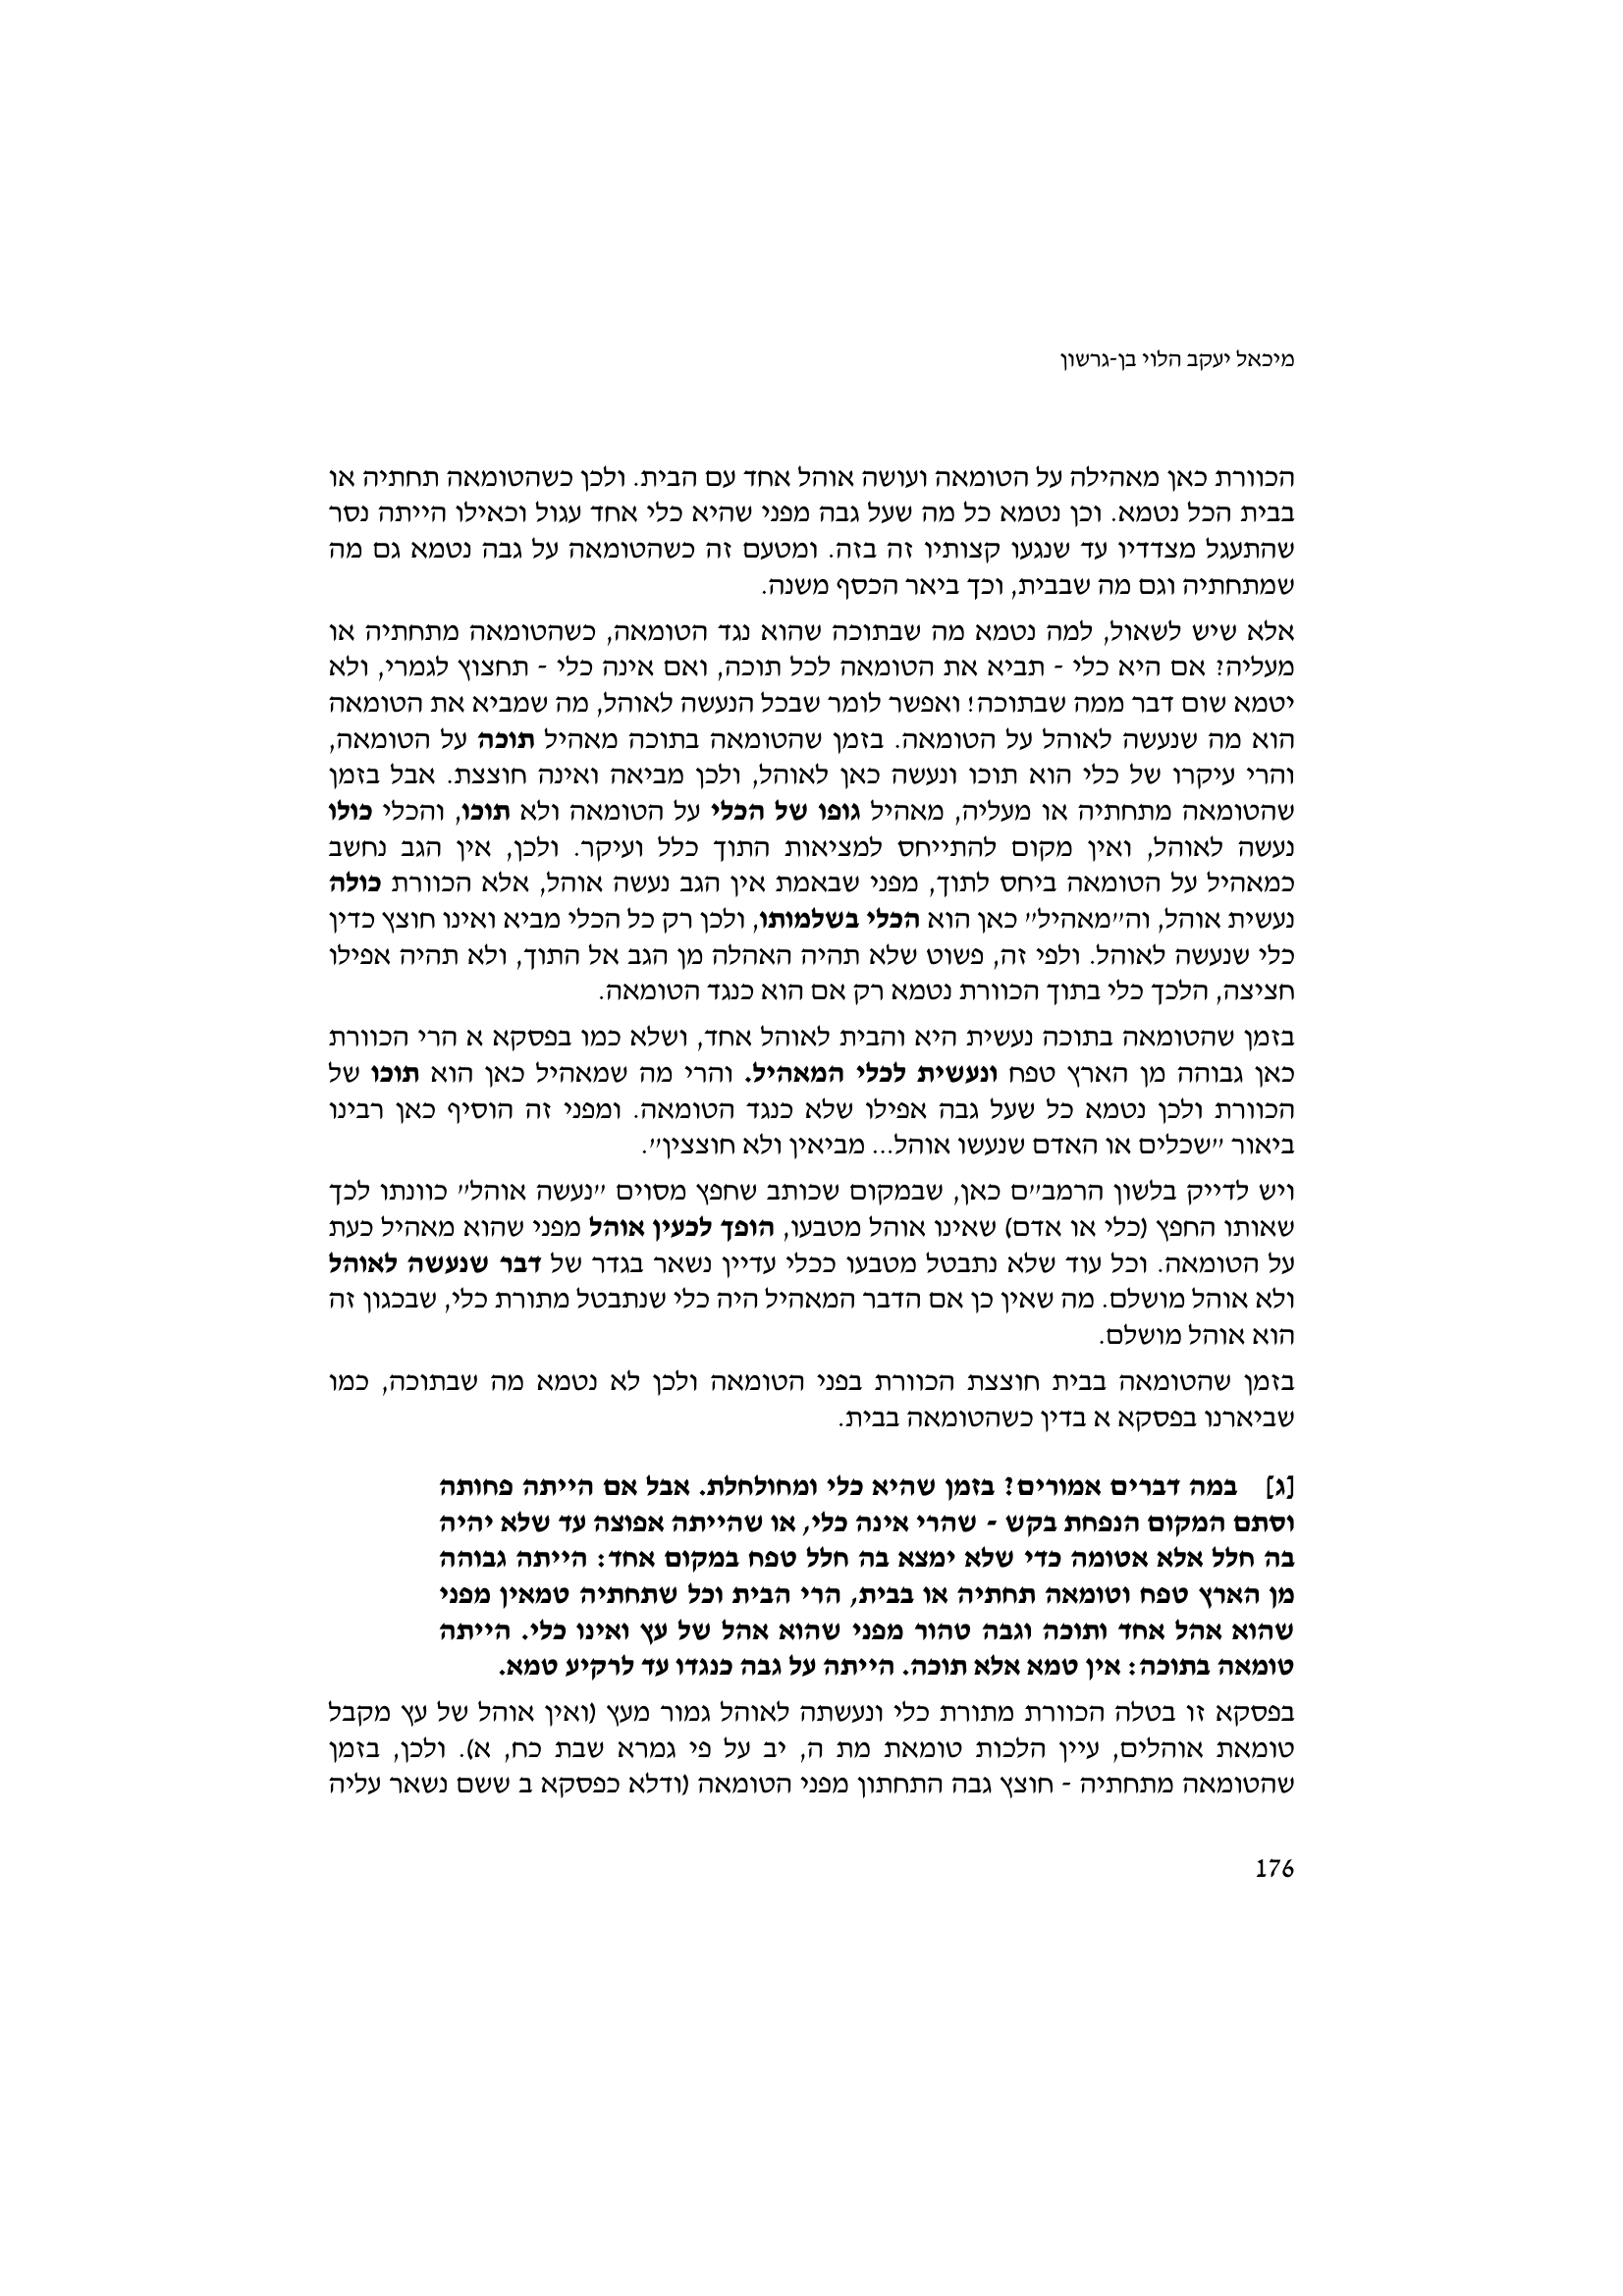 מיכאל יעקב הלוי בן-גרשון
הכוורת כאן מאהילה על הטומאה ועושה אוהל אחד עם הבית. ולכן כשהטומאה תחתיה או
בבית הכל נטמא. וכן נטמא כל מה שעל גבה מפני שהיא כלי אחד עגול וכאילו הייתה נסר
שהתעגל מצדדיו עד שנגעו קצותיו זה בזה. ומטעם זה כשהטומאה על גבה נטמא גם מה
שמתחתיה וגם מה שבבית, וכך ביאר הכסף משנה.
אלא שיש לשאול, למה נטמא מה שבתוכה שהוא נגד הטומאה, כשהטומאה מתחתיה או
מעליה? אם היא כלי - תביא את הטומאה לכל תוכה, ואם אינה כלי - תחצוץ לגמרי, ולא
יטמא שום דבר ממה שבתוכה! ואפשר לומר שבכל הנעשה לאוהל, מה שמביא את הטומאה
הוא מה שנעשה לאוהל על הטומאה. בזמן שהטומאה בתוכה מאהיל תוכה על הטומאה,
והרי עיקרו של כלי הוא תוכו ונעשה כאן לאוהל, ולכן מביאה ואינה חוצצת. אבל בזמן
שהטומאה מתחתיה או מעליה, מאהיל גופו של הכלי על הטומאה ולא תוכו, והכלי כולו
נעשה לאוהל, ואין מקום להתייחס למציאות התוך כלל ועיקר. ולכן, אין הגב נחשב
כמאהיל על הטומאה ביחס לתוך, מפני שבאמת אין הגב נעשה אוהל, אלא הכוורת כולה
נעשית אוהל, וה"מאהיל" כאן הוא הכלי בשלמותו, ולכן רק כל הכלי מביא ואינו חוצץ כדין
כלי שנעשה לאוהל. ולפי זה, פשוט שלא תהיה האהלה מן הגב אל התוך, ולא תהיה אפילו
חציצה, הלכך כלי בתוך הכוורת נטמא רק אם הוא כנגד הטומאה.
בזמן שהטומאה בתוכה נעשית היא והבית לאוהל אחד, ושלא כמו בפסקא א הרי הכוורת
כאן גבוהה מן הארץ טפח ונעשית לכלי המאהיל. והרי מה שמאהיל כאן הוא תוכו של
הכוורת ולכן נטמא כל שעל גבה אפילו שלא כנגד הטומאה. ומפני זה הוסיף כאן רבינו
ביאור "שכלים או האדם שנעשו אוהל... מביאין ולא חוצצין".
ויש לדייק בלשון הרמב"ם כאן, שבמקום שכותב שחפץ מסוים "נעשה אוהל" כוונתו לכך
שאותו החפץ (כלי או אדם) שאינו אוהל מטבעו, הופך לכעין אוהל מפני שהוא מאהיל כעת
על הטומאה. וכל עוד שלא נתבטל מטבעו ככלי עדיין נשאר בגדר של דבר שנעשה לאוהל
ולא אוהל מושלם. מה שאין כן אם הדבר המאהיל היה כלי שנתבטל מתורת כלי, שבכגון זה
הוא אוהל מושלם.
בזמן שהטומאה בבית חוצצת הכוורת בפני הטומאה ולכן לא נטמא מה שבתוכה, כמו
שביארנו בפסקא א בדין כשהטומאה בבית.
[ג] במה דברים אמורים? בזמן שהיא כלי ומחולחלת. אבל אם הייתה פחותה
וסתם המקום הנפחת בקש - שהרי אינה כלי, או שהייתה אפוצה עד שלא יהיה
בה חלל אלא אטומה כדי שלא ימצא בה חלל טפח במקום אחד: הייתה גבוהה
מן הארץ טפח וטומאה תחתיה או בבית, הרי הבית וכל שתחתיה טמאין מפני
שהוא אהל אחד ותוכה וגבה טהור מפני שהוא אהל של עץ ואינו כלי. הייתה
טומאה בתוכה: אין טמא אלא תוכה. הייתה על גבה כנגדו עד לרקיע טמא.
בפסקא זו בטלה הכוורת מתורת כלי ונעשתה לאוהל גמור מעץ (ואין אוהל של עץ מקבל
טומאת אוהלים, עיין הלכות טומאת מת ה, יב על פי גמרא שבת כח, א). ולכן, בזמן
שהטומאה מתחתיה - חוצץ גבה התחתון מפני הטומאה (ודלא כפסקא ב ששם נשאר עליה
176